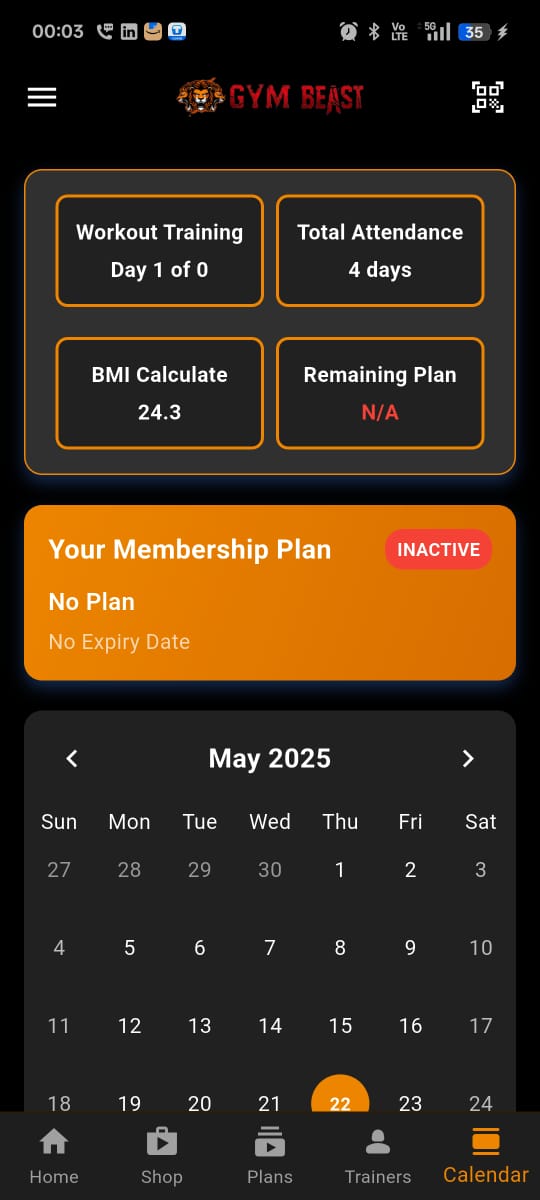 00:03
Vo
LTE
5G
35
GYM BEAST
Workout Training
Day 1 of 0
Total Attendance
4 days
BMI Calculate
24.3
Remaining Plan
N/A
Your Membership Plan
INACTIVE
No Plan
No Expiry Date
May 2025
Sun Mon Tue Wed Thu Fri Sat
27 28 29 30 1 2 3
4 5 6 7 8 9 10
11 12 13 14 15 16 17
18 19 20 21 22 23 24
Home Shop Plans Trainers Calendar